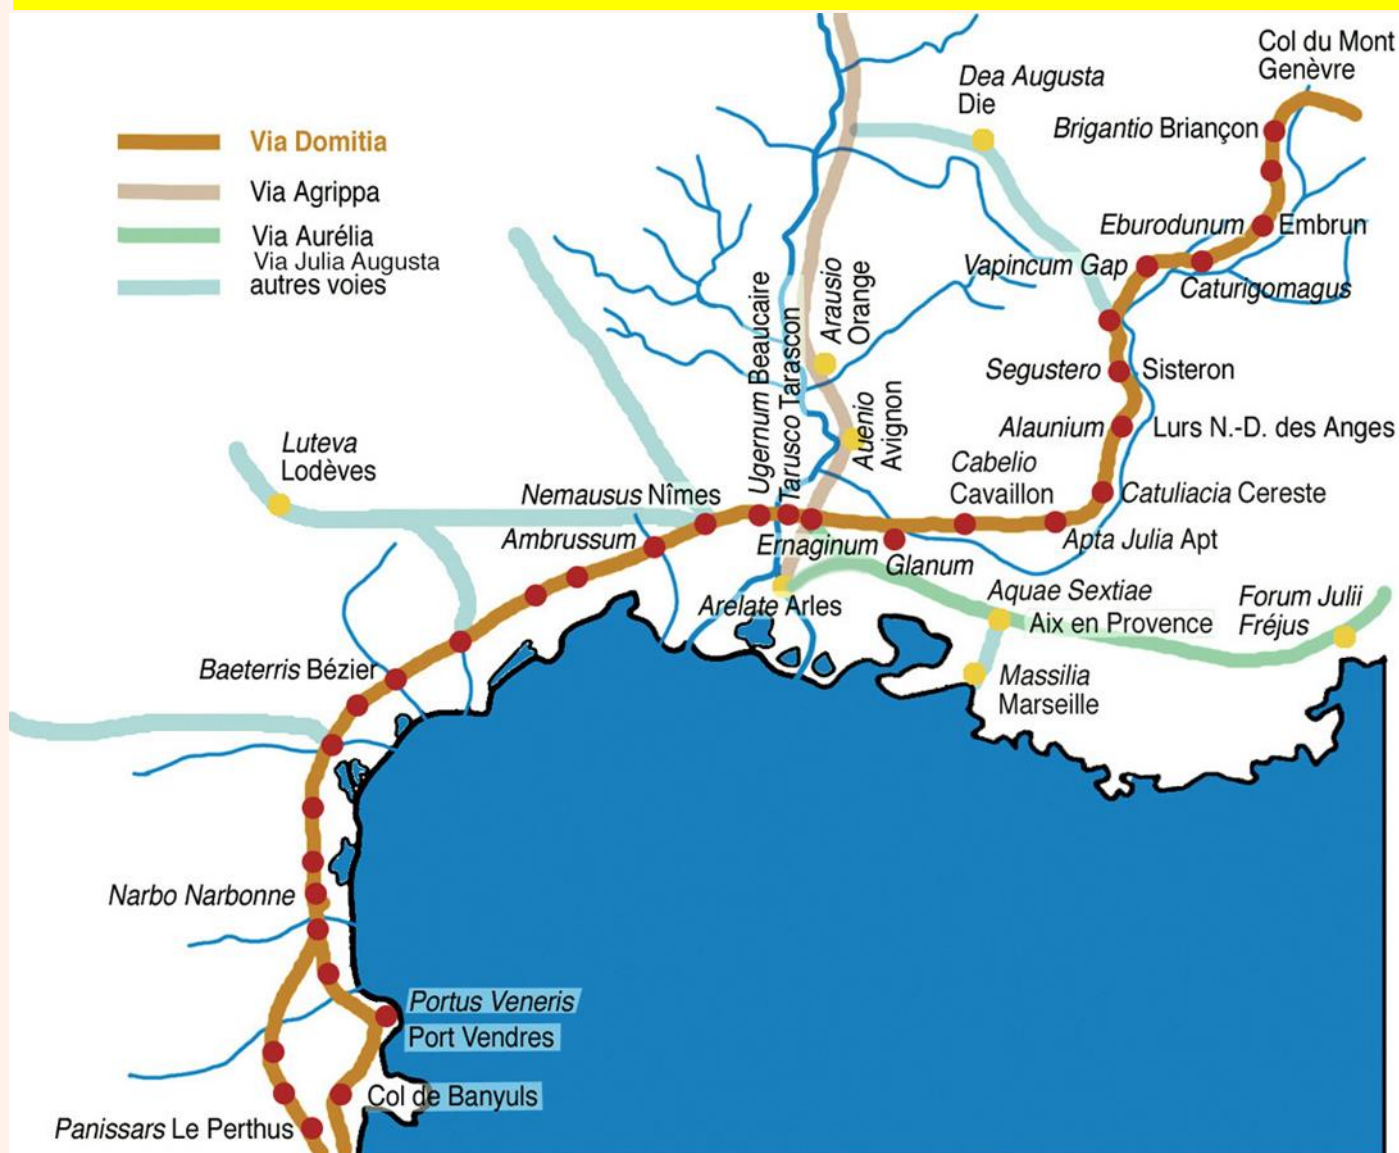 Via Domitia
Via Agrippa
Via Aurélia
Via Julia Augusta
autres voies
Col du Mont
Genèvre
Dea Augusta
Die
Brigantio Briançon
Eburodunum Embrun
Vapincum Gap
Caturigomagus
Arausio
Orange
Ugernum Beaucaire
Tarusco Tarascon
Segustero Sisteron
Auenio
Avignon
Alaunium Lurs N.-D. des Anges
Luteva
Lodèves
Cabelio
Cavaillon
Nemausus Nîmes
Catuliacia Cereste
Ambrussum
Ernaginum
Apta Julia Apt
Glanum
Arelate Arles
Aquae Sextiae
Aix en Provence
Forum Julii
Fréjus
Baeterris Bézier
Massilia
Marseille
Narbo Narbonne
Portus Veneris
Port Vendres
Col de Banyuls
Panissars Le Perthus